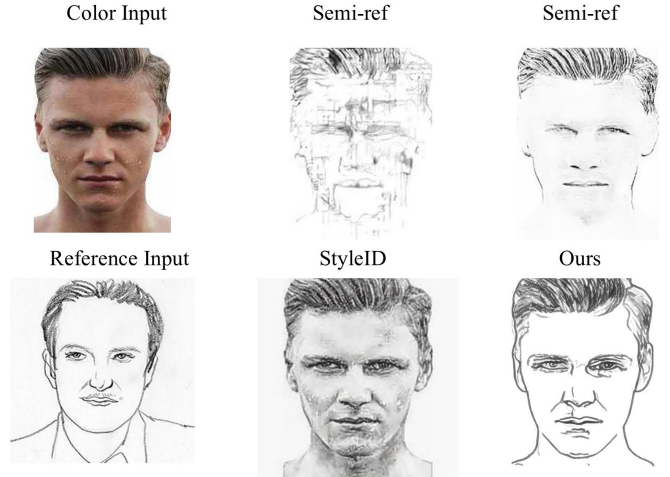 Color Input
Semi-ref
Semi-ref
Reference Input
StyleID
Ours